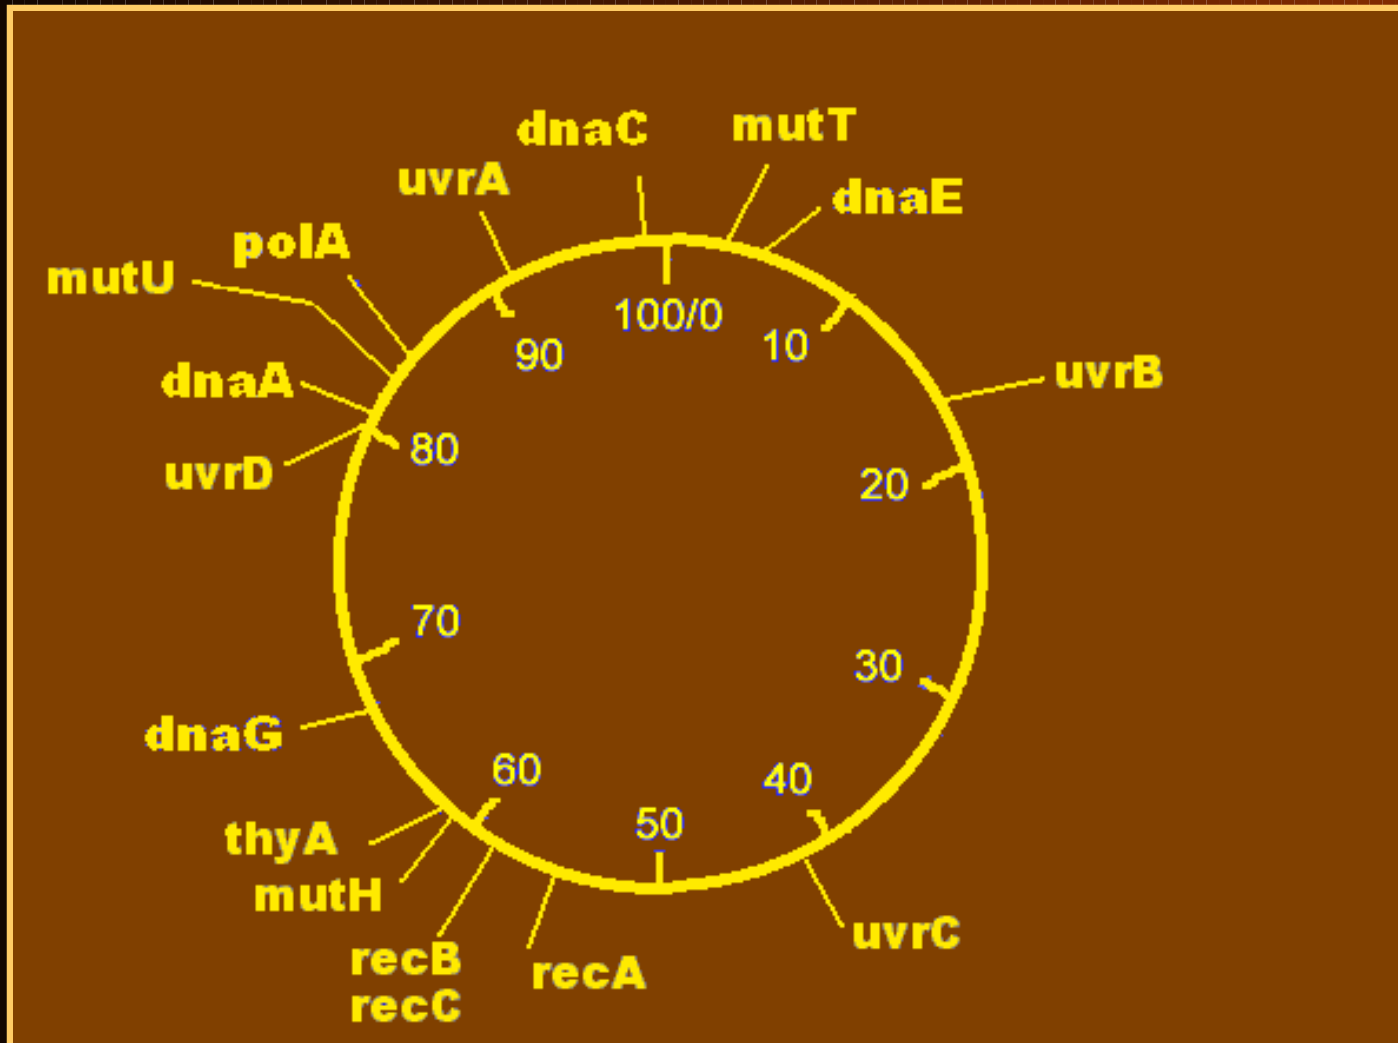 dnaC
mutT
uvrA
dnaE
polA
mutU
100/0
10
90
uvrB
dnaA
80
uvrD
20
70
30
dnaG
60
40
50
thyA
mutH
uvrC
recB
recA
recC